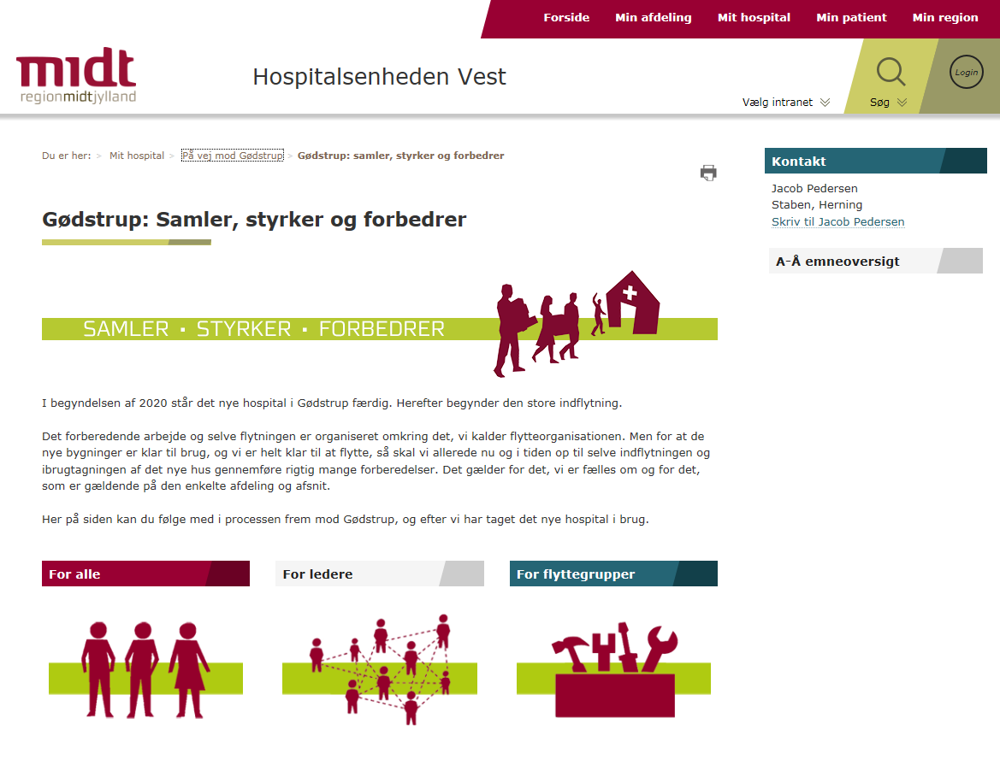 Forside Min afdeling Mit hospital Min patient Min region
midt
regionmidtjylland
Hospitalsenheden Vest
Vælg intranet
Søg
Login
Du er her: > Mit hospital > På vej mod Gødstrup > Gødstrup: samler, styrker og forbedrer
Gødstrup: Samler, styrker og forbedrer
SAMLER · STYRKER · FORBEDRER
I begyndelsen af 2020 står det nye hospital i Gødstrup færdig. Herefter begynder den store indflytning.
Det forberedende arbejde og selve flytningen er organiseret omkring det, vi kalder flytteorganisationen. Men for at de
nye bygninger er klar til brug, og vi er helt klar til at flytte, så skal vi allerede nu og i tiden op til selve indflytningen og
ibrugtagningen af det nye hus gennemføre rigtig mange forberedelser. Det gælder for det, vi er fælles om og for det,
som er gældende på den enkelte afdeling og afsnit.
Her på siden kan du følge med i processen frem mod Gødstrup, og efter vi har taget det nye hospital i brug.
For alle
For ledere
For flyttegrupper
Kontakt
Jacob Pedersen
Staben, Herning
Skriv til Jacob Pedersen
A-Å emneoversigt